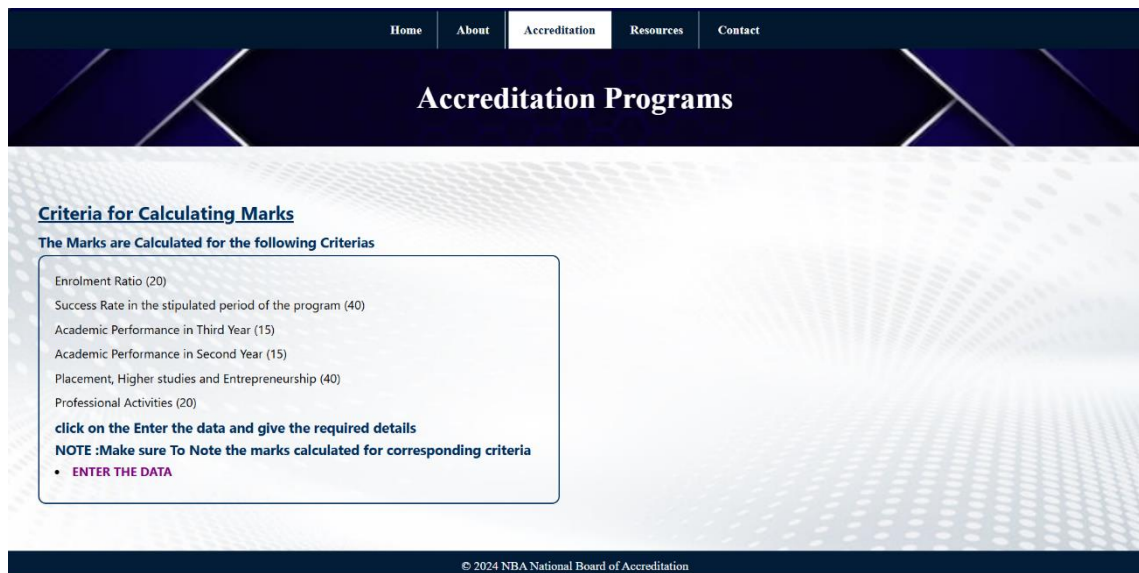 Home About Accreditation Resources Contact
Accreditation Programs
Criteria for Calculating Marks
The Marks are Calculated for the following Criterias
Enrolment Ratio (20)
Success Rate in the stipulated period of the program (40)
Academic Performance in Third Year (15)
Academic Performance in Second Year (15)
Placement, Higher studies and Entrepreneurship (40)
Professional Activities (20)
click on the Enter the data and give the required details
NOTE :Make sure To Note the marks calculated for corresponding criteria
• ENTER THE DATA
© 2024 NBA National Board of Accreditation